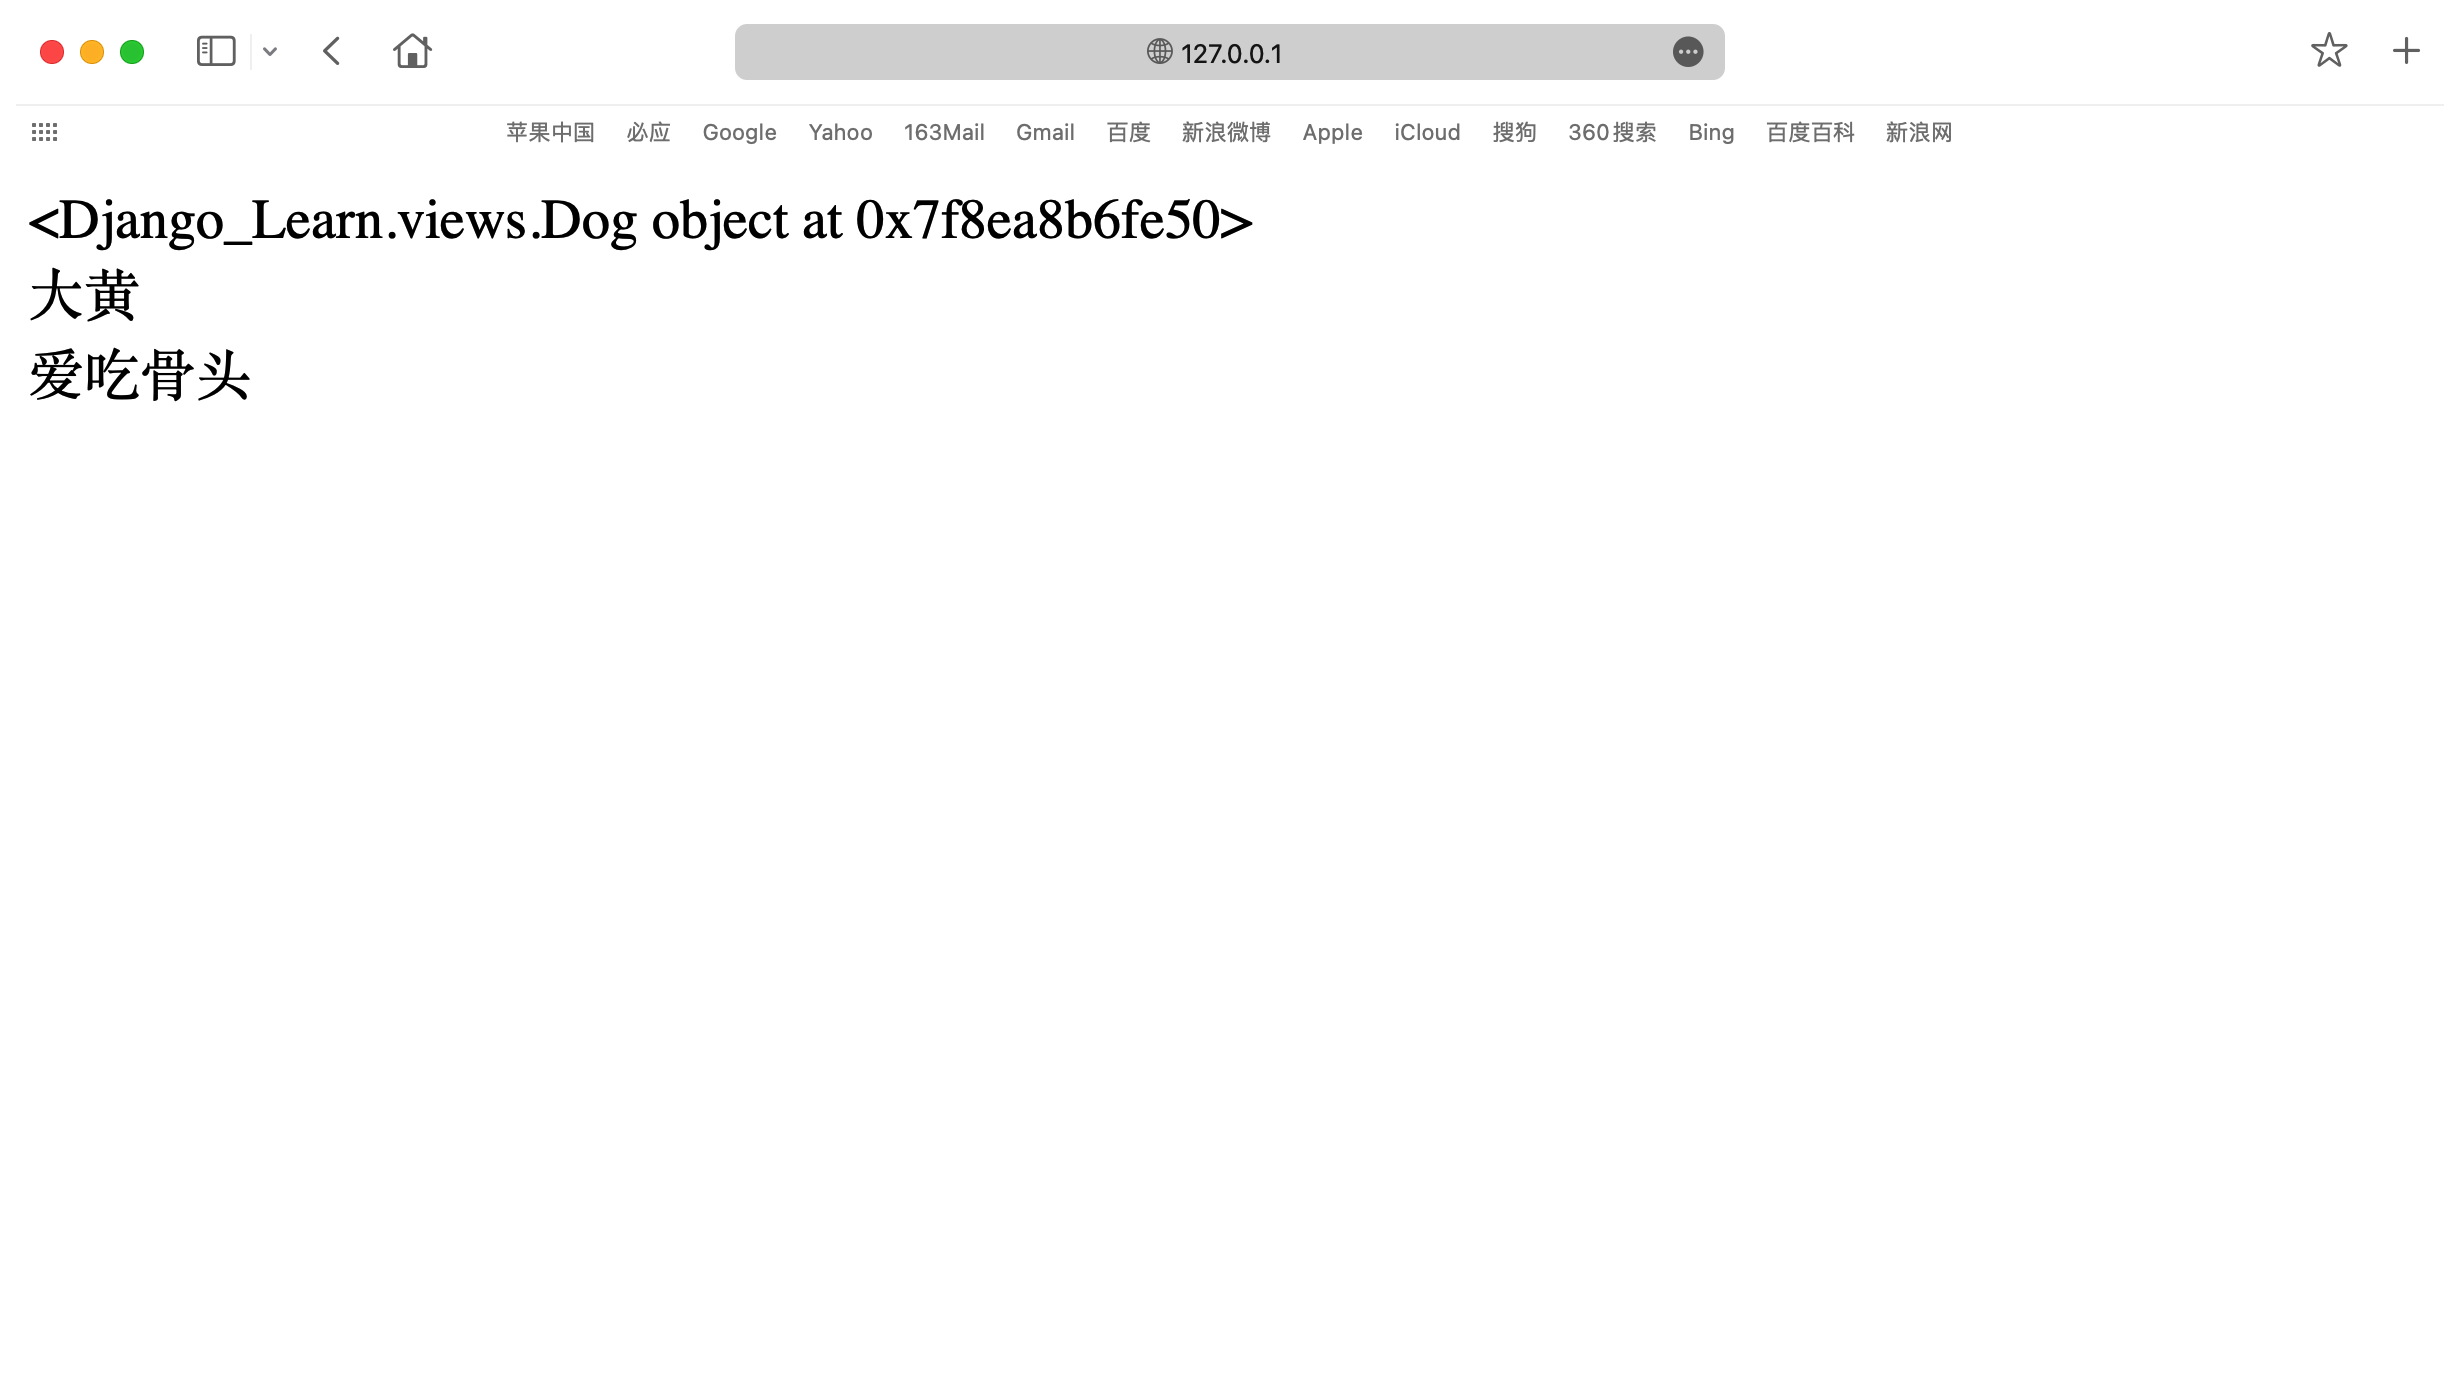 127.0.0.1
苹果中国 必应 Google Yahoo 163Mail Gmail 百度 新浪微博 Apple iCloud 搜狗 360搜索 Bing 百度百科 新浪网
<Django_Learn.views.Dog object at 0x7f8ea8b6fe50>
大黄
爱吃骨头